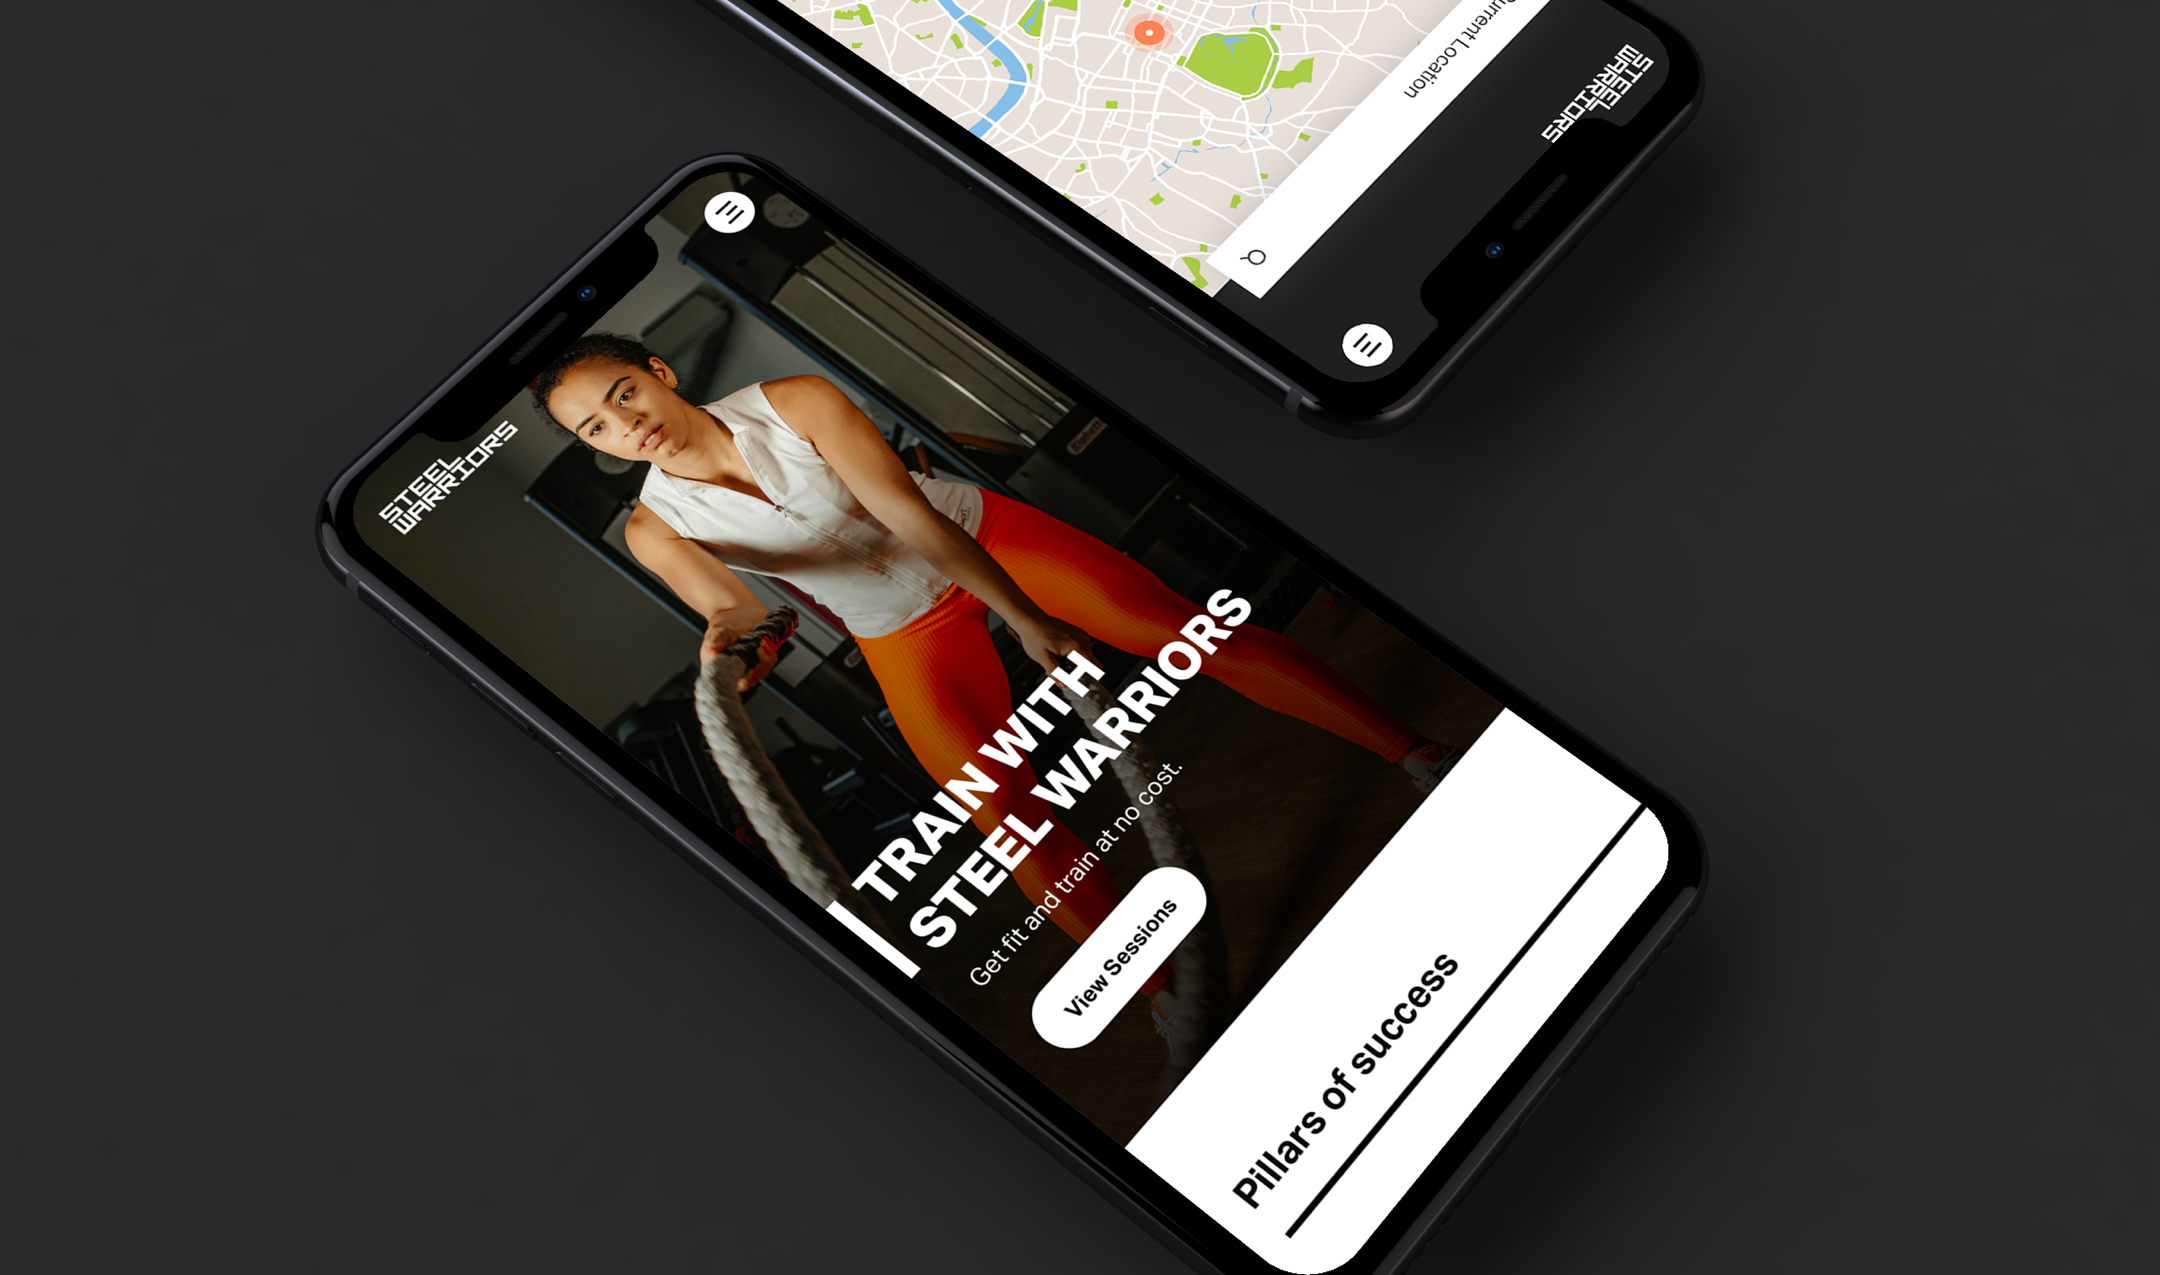 STEEL
WARRIORS
TRAIN WITH
STEEL WARRIORS
Get fit and train at no cost.
View Sessions
Pillars of success
STEEL
WARRIORS
Location